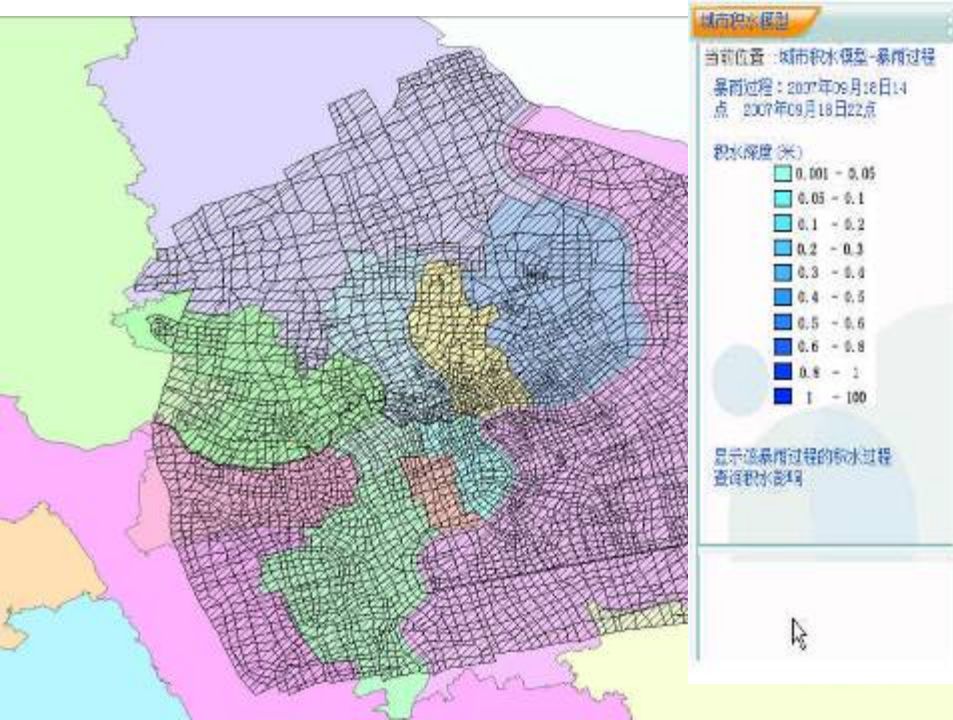 城市积水模型
当前位置：城市积水模型-暴雨过程
暴雨过程：2007年09月18日14
点 2007年09月18日22点
积水深度(米)
0.001 - 0.05
0.05 - 0.1
0.1 - 0.2
0.2 - 0.3
0.3 - 0.4
0.4 - 0.5
0.5 - 0.6
0.6 - 0.8
0.8 - 1
1 - 100
显示该暴雨过程的积水过程
查询积水影响